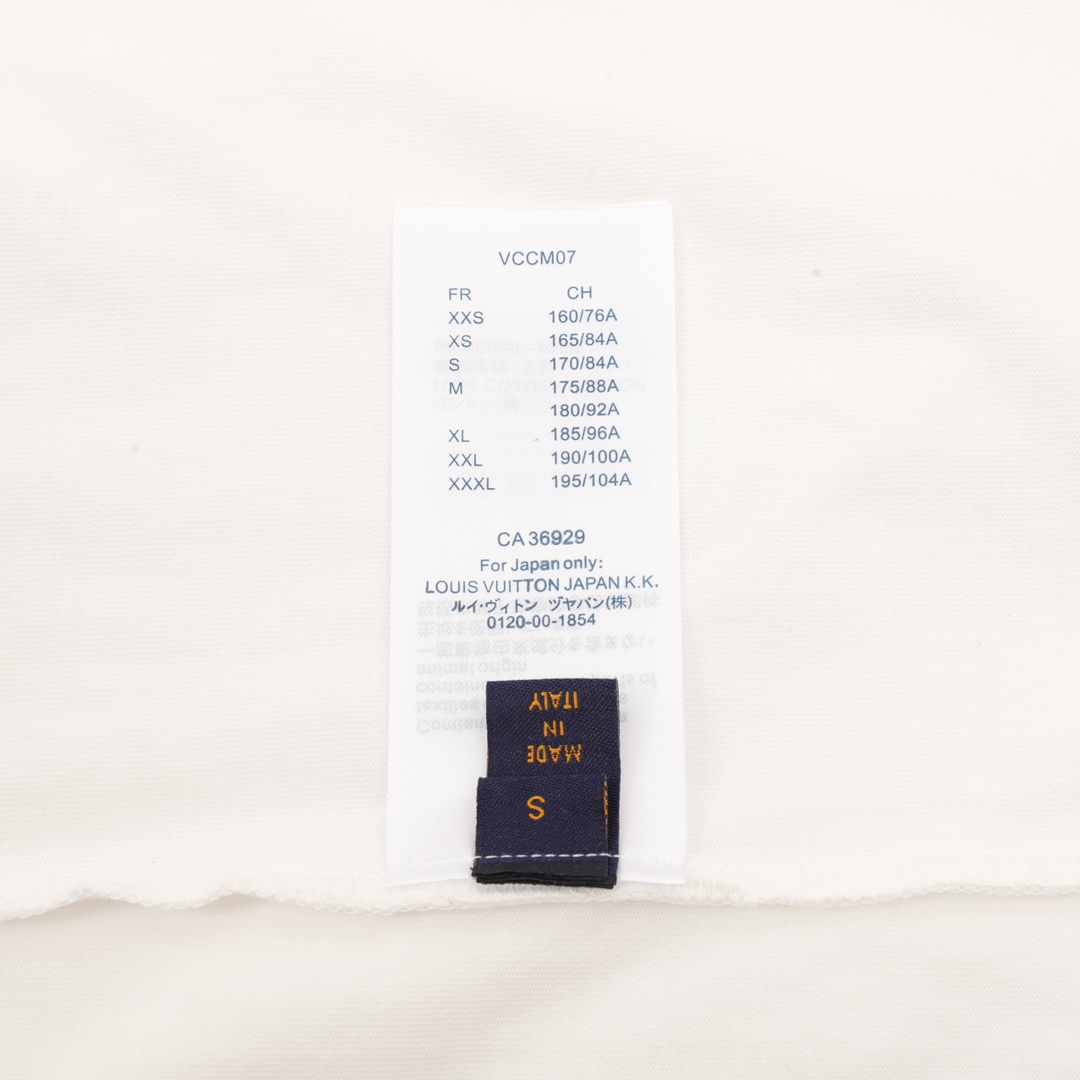 VCCM07
FR CH
XXS 160/76A
XS 165/84A
S 170/84A
M 175/88A
180/92A
XL 185/96A
XXL 190/100A
XXXL 195/104A
CA 36929
For Japan only:
LOUIS VUITTON JAPAN K.K.
ルイ・ヴィトン ヅヤパン(株)
0120-00-1854
MADE
IN
ITALY
S